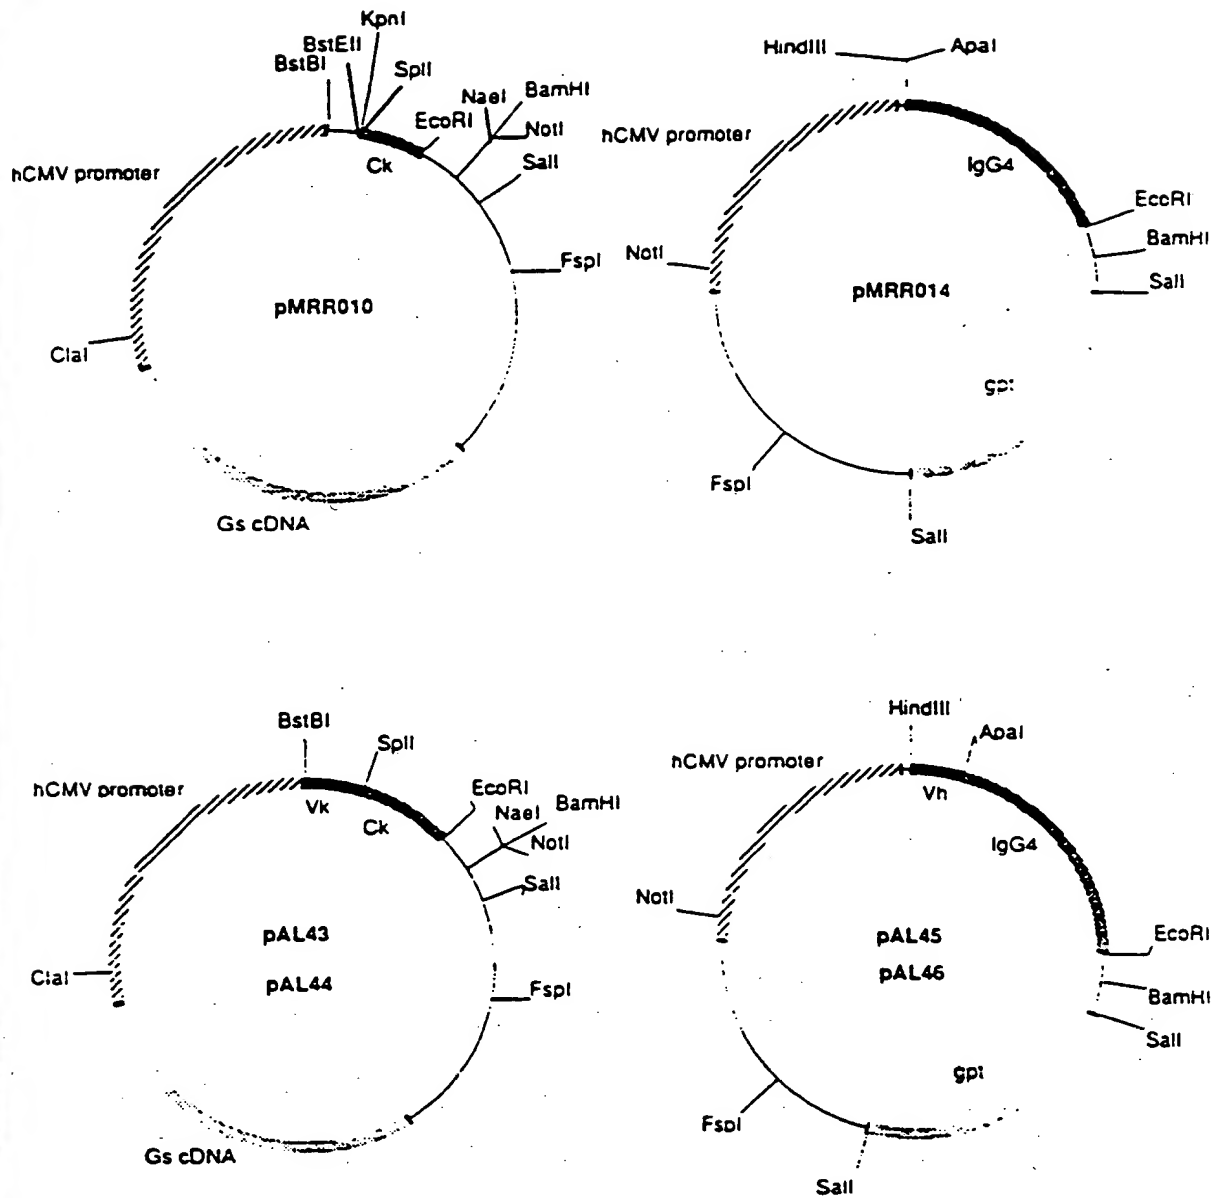 KpnI
BstEII
BstBI
SplI
EcoRI
NaeI
BamHI
NotI
SalI
hCMV promoter
Ck
FspI
pMRR010
ClaI
Gs cDNA
HindIII
ApaI
hCMV promoter
IgG4
EcoRI
BamHI
SalI
NotI
pMRR014
gpt
FspI
SalI
BstBI
SplI
hCMV promoter
Vk
Ck
EcoRI
NaeI
BamHI
NotI
SalI
pAL43
pAL44
ClaI
FspI
Gs cDNA
HindIII
ApaI
hCMV promoter
Vh
IgG4
NotI
pAL45
pAL46
EcoRI
BamHI
SalI
gpt
FspI
SalI